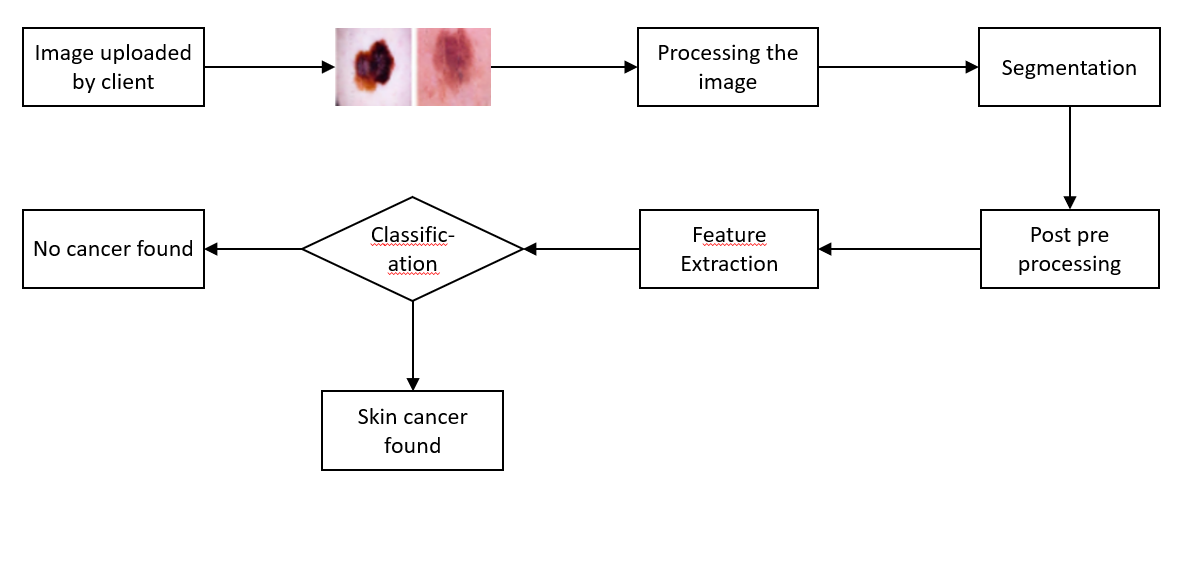 Image uploaded
by client
Processing the
image
Segmentation
No cancer found
Classific-
ation
Feature
Extraction
Post pre
processing
Skin cancer
found